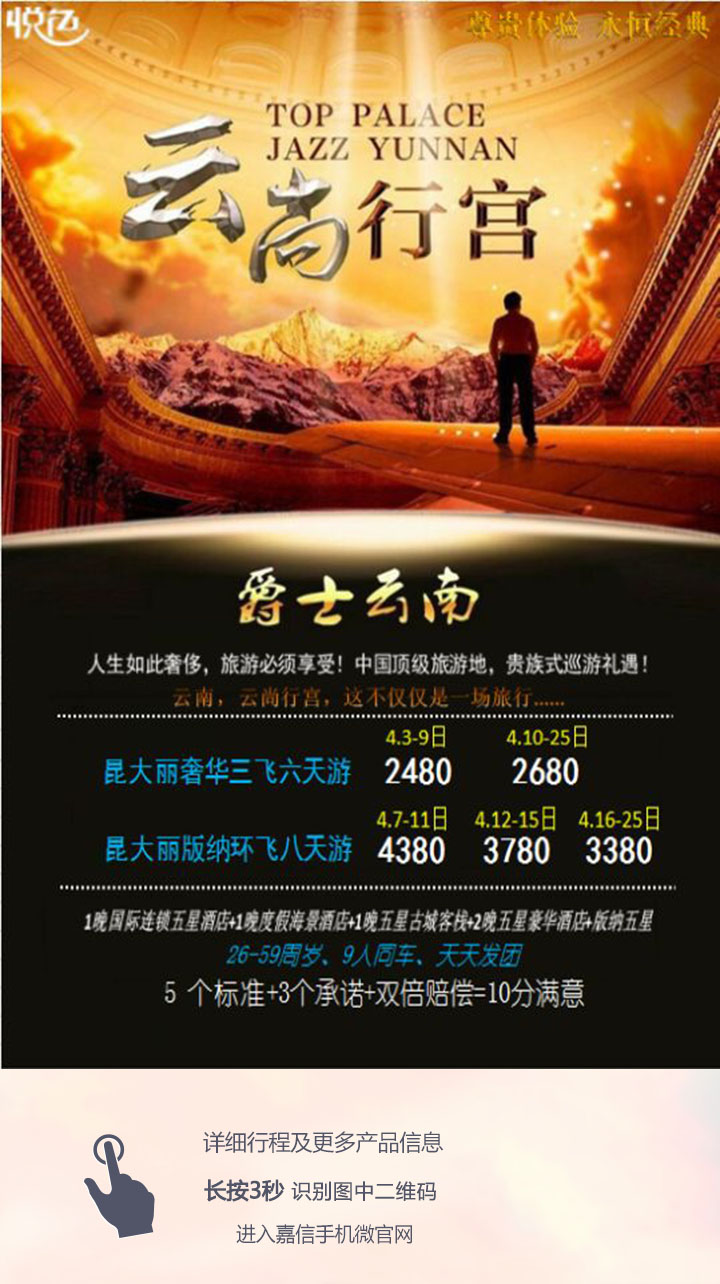 悦伍
尊贵体验 永恒经典
TOP PALACE
JAZZ YUNNAN
云尚行宫
爵士云南
人生如此奢侈，旅游必须享受！中国顶级旅游地，贵族式巡游礼遇！
云南，云尚行宫，这不仅仅是一场旅行......
4.3-9日 4.10-25日
昆大丽奢华三飞六天游 2480 2680
4.7-11日 4.12-15日 4.16-25日
昆大丽版纳环飞八天游 4380 3780 3380
1晚国际连锁五星酒店+1晚度假海景酒店+1晚五星古城客栈+2晚五星豪华酒店+版纳五星
26-59周岁、9人同车、天天发团
5 个标准+3个承诺+双倍赔偿=10分满意
详细行程及更多产品信息
长按3秒 识别图中二维码
进入嘉信手机微官网